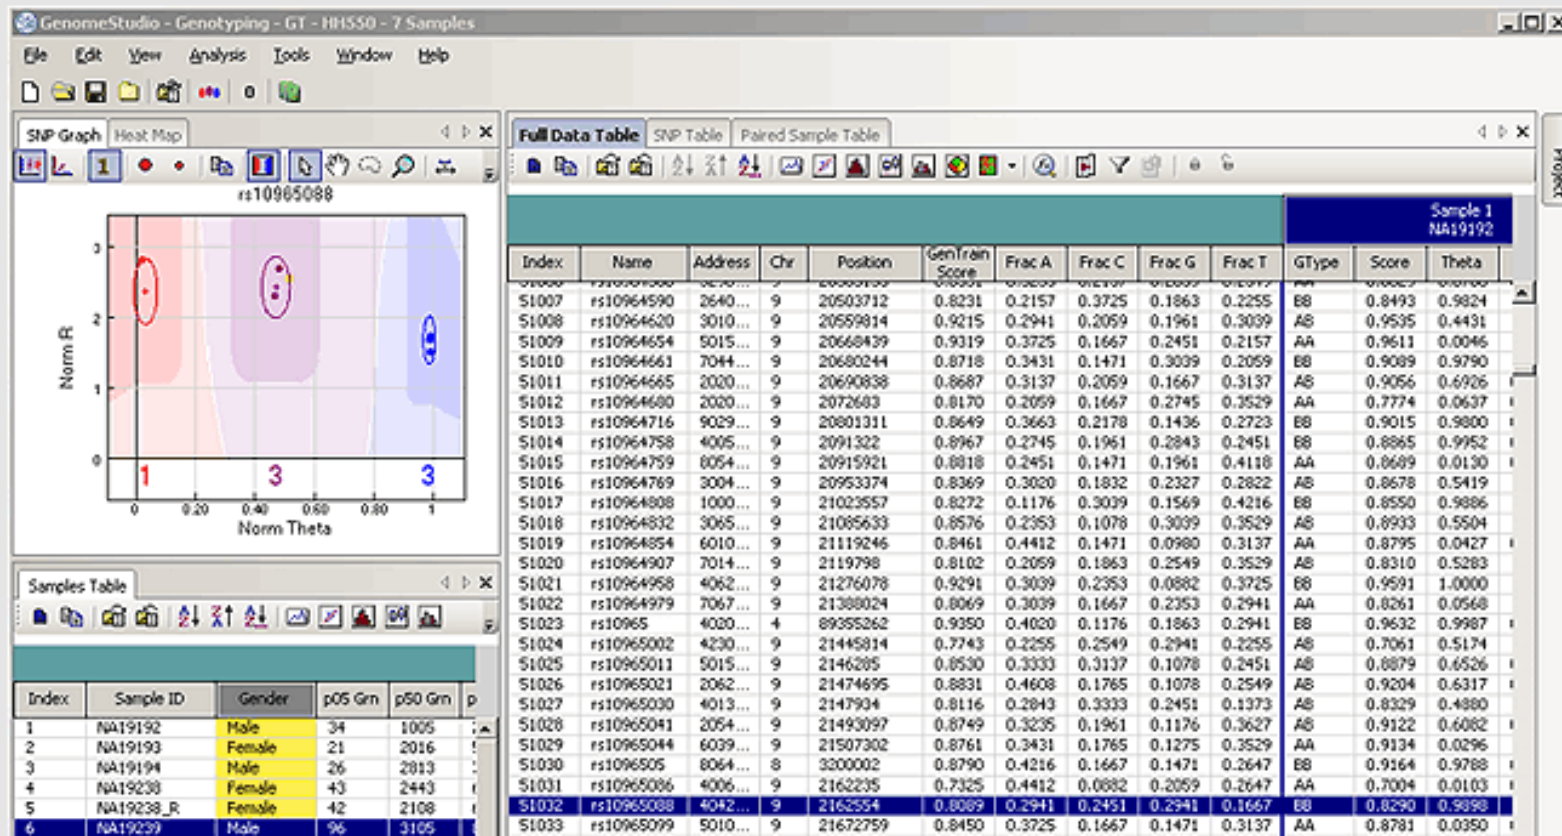 GenomeStudio - Genotyping - GT - HH550 - 7 Samples
File Edit View Analysis Tools Window Help
SNP Graph Heat Map
1
rs10965088
Norm R
3
2
1
0
1 3 3
0 0.20 0.40 0.60 0.80 1
Norm Theta
Samples Table
Index Sample ID Gender p05 Grn p50 Grn p
1 NA19192 Male 34 1005
2 NA19193 Female 21 2016
3 NA19194 Male 26 2813
4 NA19238 Female 43 2443
5 NA19238_R Female 42 2108
6 NA19239 Male 96 3105
Full Data Table SNP Table Paired Sample Table
Project
Sample 1
NA19192
Index Name Address Chr Position GenTrain Score Frac A Frac C Frac G Frac T GType Score Theta
51007 rs10964590 2640... 9 20503712 0.8231 0.2157 0.3725 0.1863 0.2255 BB 0.8493 0.9824
51008 rs10964620 3010... 9 20559814 0.9215 0.2941 0.2059 0.1961 0.3039 AB 0.9535 0.4431
51009 rs10964654 5015... 9 20668439 0.9319 0.3725 0.1667 0.2451 0.2157 AA 0.9611 0.0046
51010 rs10964661 7044... 9 20680244 0.8718 0.3431 0.1471 0.3039 0.2059 BB 0.9089 0.9790
51011 rs10964665 2020... 9 20690838 0.8687 0.3137 0.2059 0.1667 0.3137 AB 0.9056 0.6926
51012 rs10964680 2020... 9 2072683 0.8170 0.2059 0.1667 0.2745 0.3529 AA 0.7774 0.0637
51013 rs10964716 9029... 9 20801311 0.8649 0.3663 0.2178 0.1436 0.2723 BB 0.9015 0.9800
51014 rs10964758 4005... 9 2091322 0.8967 0.2745 0.1961 0.2843 0.2451 BB 0.8865 0.9952
51015 rs10964759 8054... 9 20915921 0.8818 0.2451 0.1471 0.1961 0.4118 AA 0.8689 0.0130
51016 rs10964769 3004... 9 20953374 0.8369 0.3020 0.1832 0.2327 0.2822 AB 0.8678 0.5419
51017 rs10964808 1000... 9 21023557 0.8272 0.1176 0.3039 0.1569 0.4216 BB 0.8550 0.9886
51018 rs10964832 3065... 9 21085633 0.8576 0.2353 0.1078 0.3039 0.3529 AB 0.8933 0.5504
51019 rs10964854 6010... 9 21119246 0.8461 0.4412 0.1471 0.0980 0.3137 AA 0.8795 0.0427
51020 rs10964907 7014... 9 2119798 0.8102 0.2059 0.1863 0.2549 0.3529 AB 0.8310 0.5283
51021 rs10964958 4062... 9 21276078 0.9291 0.3039 0.2353 0.0882 0.3725 BB 0.9591 1.0000
51022 rs10964979 7067... 9 21388024 0.8069 0.3039 0.1667 0.2353 0.2941 AA 0.8261 0.0568
51023 rs10965 4020... 4 89355262 0.9350 0.4020 0.1176 0.1863 0.2941 BB 0.9632 0.9987
51024 rs10965002 4230... 9 21445814 0.7743 0.2255 0.2549 0.2941 0.2255 AB 0.7061 0.5174
51025 rs10965011 5015... 9 2146285 0.8530 0.3333 0.3137 0.1078 0.2451 AB 0.8879 0.6526
51026 rs10965021 2062... 9 21474695 0.8831 0.4608 0.1765 0.1078 0.2549 AB 0.9204 0.6317
51027 rs10965030 4013... 9 2147934 0.8116 0.2843 0.3333 0.2451 0.1373 AB 0.8329 0.4880
51028 rs10965041 2054... 9 21493097 0.8749 0.3235 0.1961 0.1176 0.3627 AB 0.9122 0.6082
51029 rs10965044 6039... 9 21507302 0.8761 0.3431 0.1765 0.1275 0.3529 AA 0.9134 0.0296
51030 rs1096505 8064... 8 3200002 0.8790 0.4216 0.1667 0.1471 0.2647 BB 0.9164 0.9788
51031 rs10965086 4006... 9 2162235 0.7325 0.4412 0.0882 0.2059 0.2647 AA 0.7004 0.0103
51032 rs10965088 4042... 9 2162554 0.8089 0.2941 0.2451 0.2941 0.1667 BB 0.8290 0.9898
51033 rs10965099 5010... 9 21672759 0.8450 0.3725 0.1667 0.1471 0.3137 AA 0.8781 0.0350